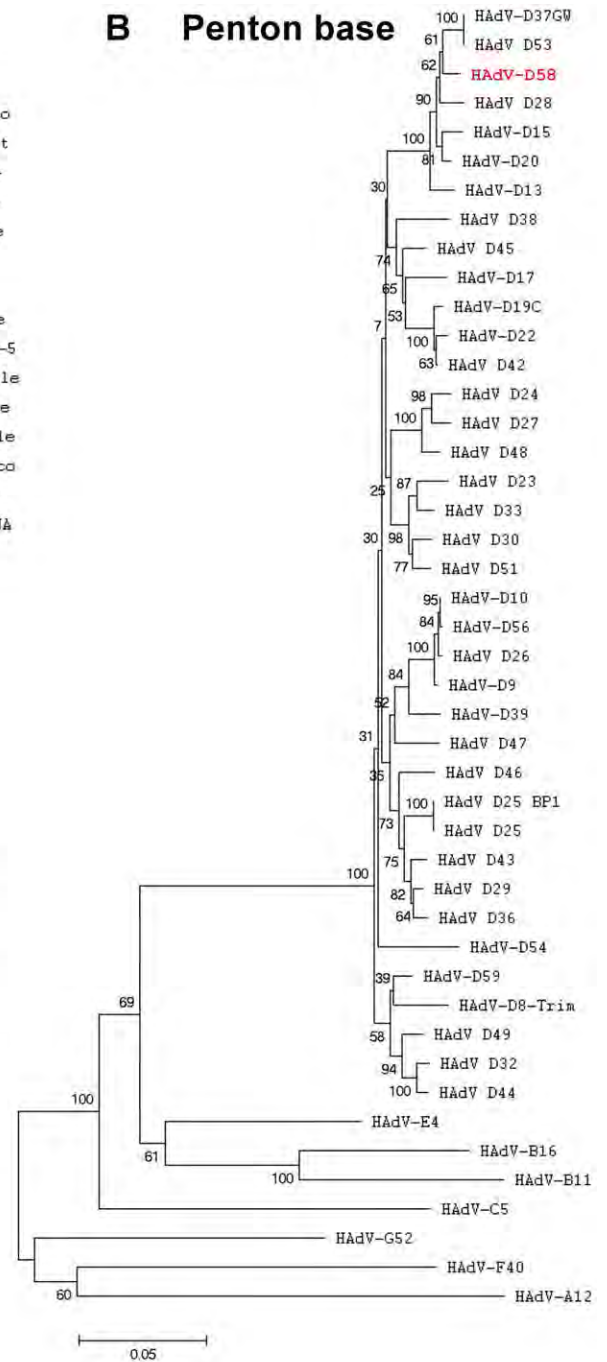 B Penton base
100
HAdV-D37GW
61
HAdV D53
62
HAdV-D58
90
HAdV D28
HAdV-D15
100
81
HAdV-D20
HAdV-D13
30
HAdV D38
HAdV D45
74
HAdV-D17
65
HAdV-D19C
53
HAdV-D22
7
100
HAdV D42
63
HAdV D24
98
HAdV D27
100
HAdV D48
HAdV D23
87
25
HAdV D33
HAdV D30
30
98
HAdV D51
77
HAdV-D10
95
HAdV-D56
84
HAdV D26
100
HAdV-D9
84
52
HAdV-D39
HAdV D47
31
HAdV D46
35
HAdV D25 BP1
100
HAdV D25
73
HAdV D43
75
HAdV D29
82
HAdV D36
64
100
HAdV-D54
HAdV-D59
39
HAdV-D8-Trim
HAdV D49
58
HAdV D32
94
HAdV D44
100
69
100
HAdV-E4
HAdV-B16
61
HAdV-B11
100
HAdV-C5
HAdV-G52
HAdV-F40
HAdV-A12
60
0.05
o
t
e
e
-5
le
e
le
co